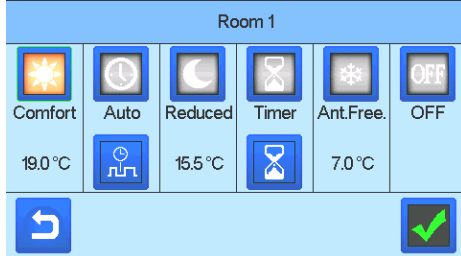 Room 1
OFF
Comfort Auto Reduced Timer Ant.Free. OFF
19.0 °C 15.5 °C 7.0 °C